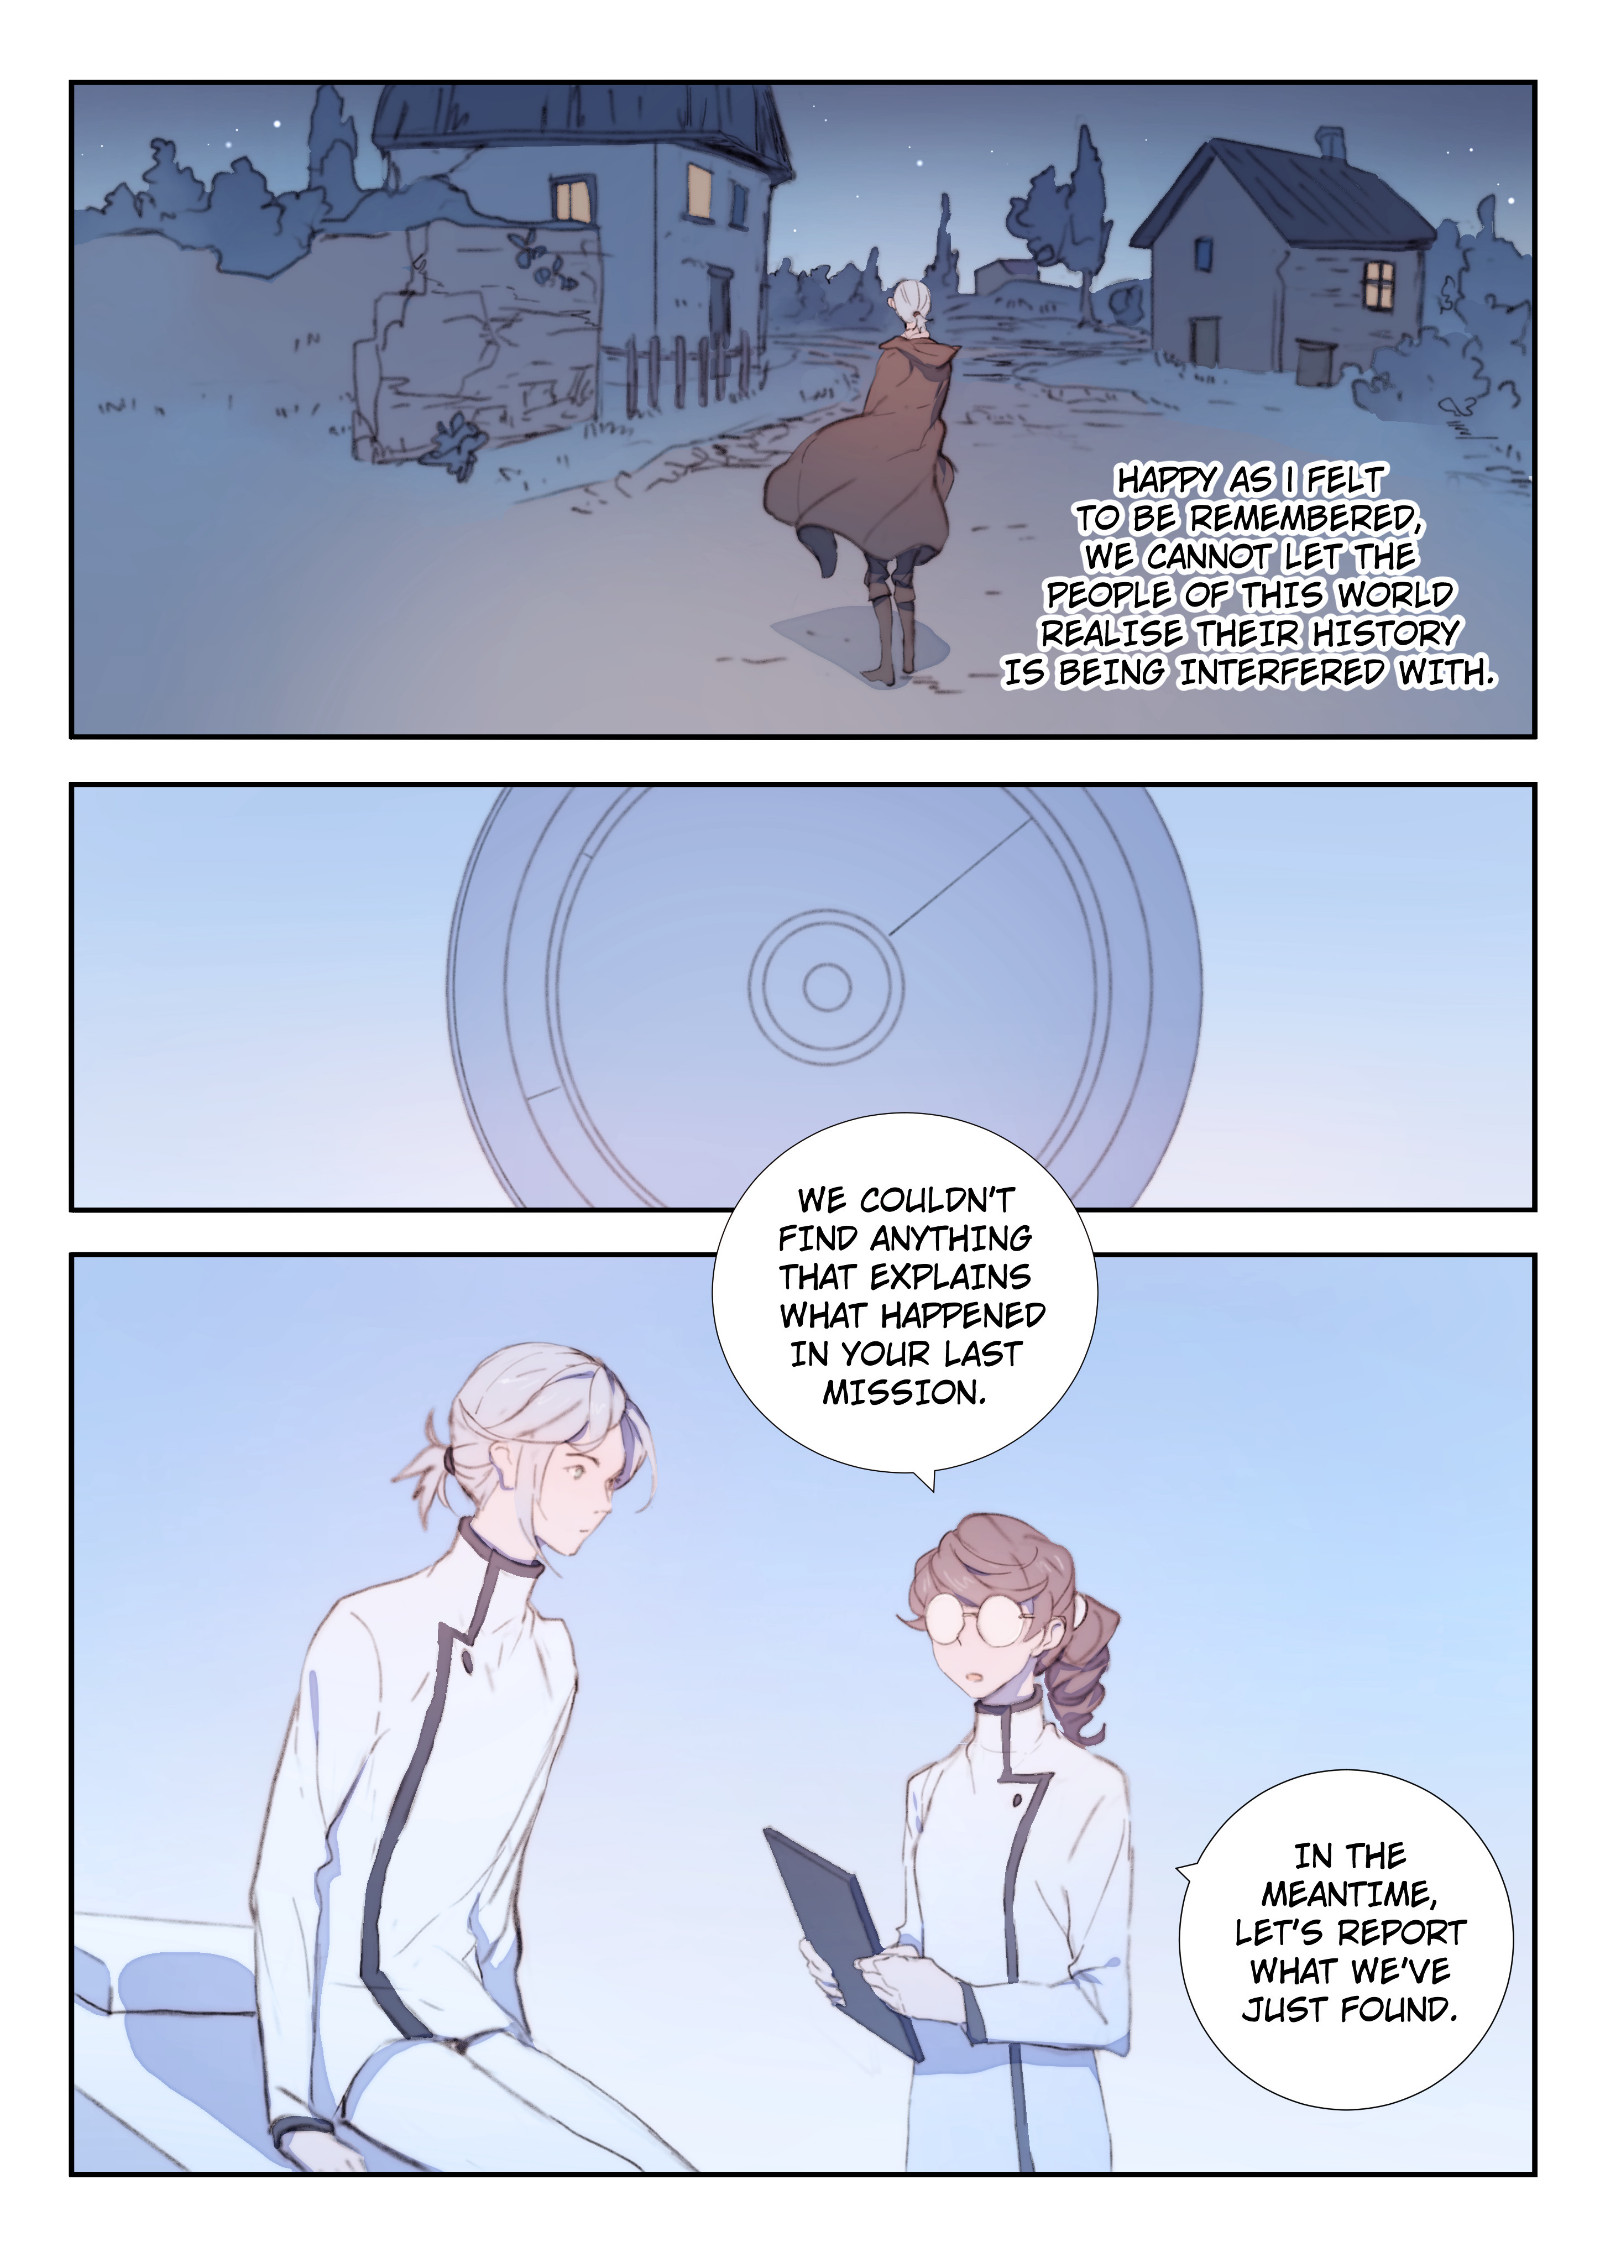 HAPPY AS I FELT
TO BE REMEMBERED,
WE CANNOT LET THE
PEOPLE OF THIS WORLD
REALISE THEIR HISTORY
IS BEING INTERFERED WITH.
WE COULDN'T
FIND ANYTHING
THAT EXPLAINS
WHAT HAPPENED
IN YOUR LAST
MISSION.
IN THE
MEANTIME,
LET'S REPORT
WHAT WE'VE
JUST FOUND.